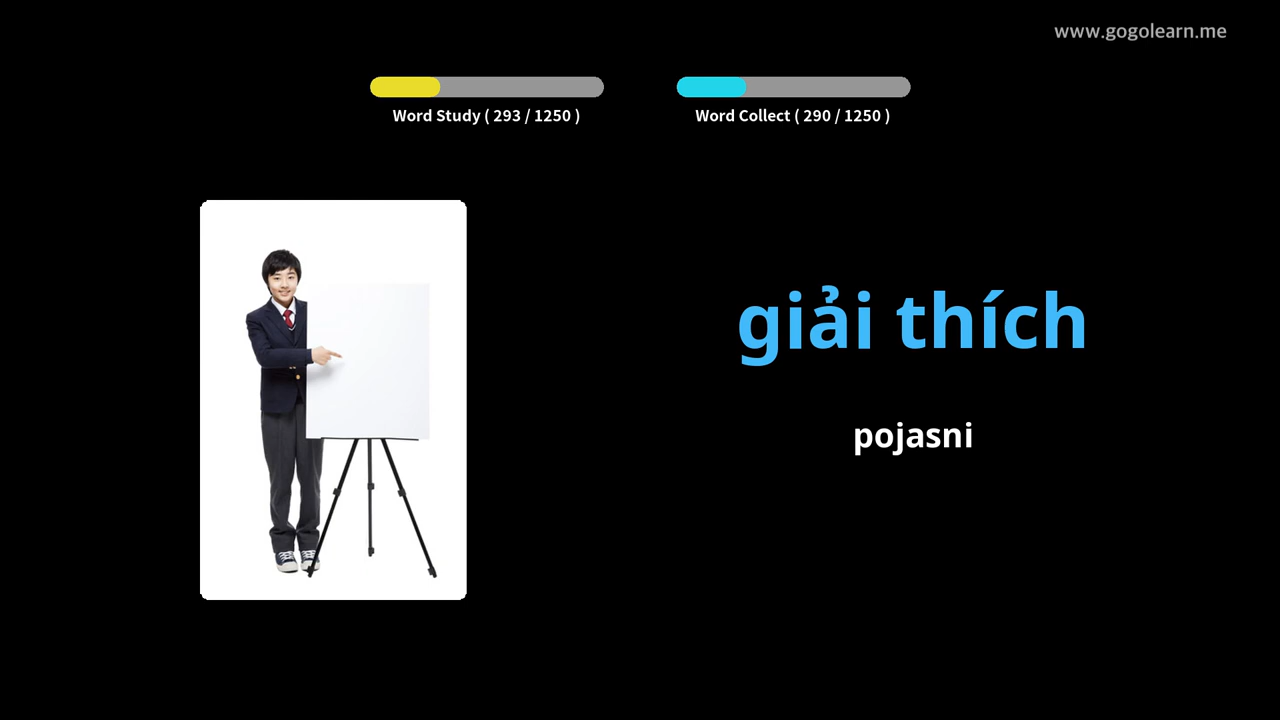 www.gogolearn.me
Word Study ( 293 / 1250 )
Word Collect ( 290 / 1250 )
giải thích
pojasni